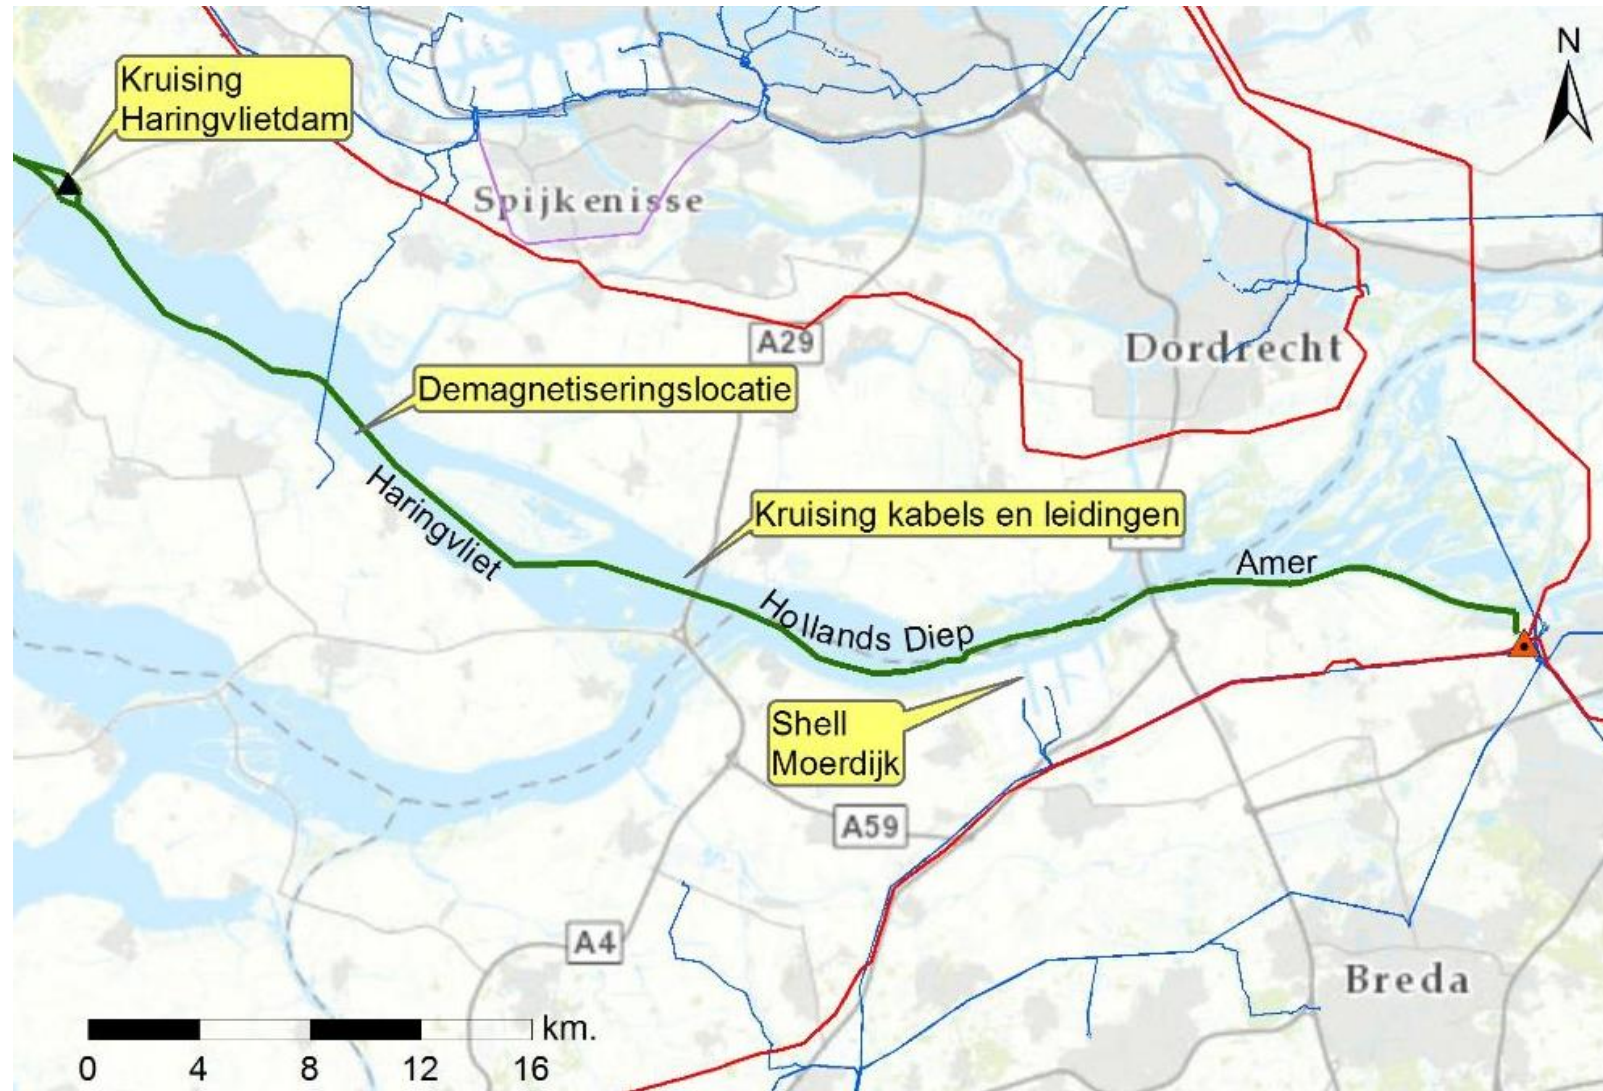 N
Kruising
Haringvlietdam
Spijkenisse
A29
Dordrecht
Demagnetiseringslocatie
Haringvliet
Kruising kabels en leidingen
Amer
Hollands Diep
Shell
Moerdijk
A59
A4
Breda
km.
0 4 8 12 16